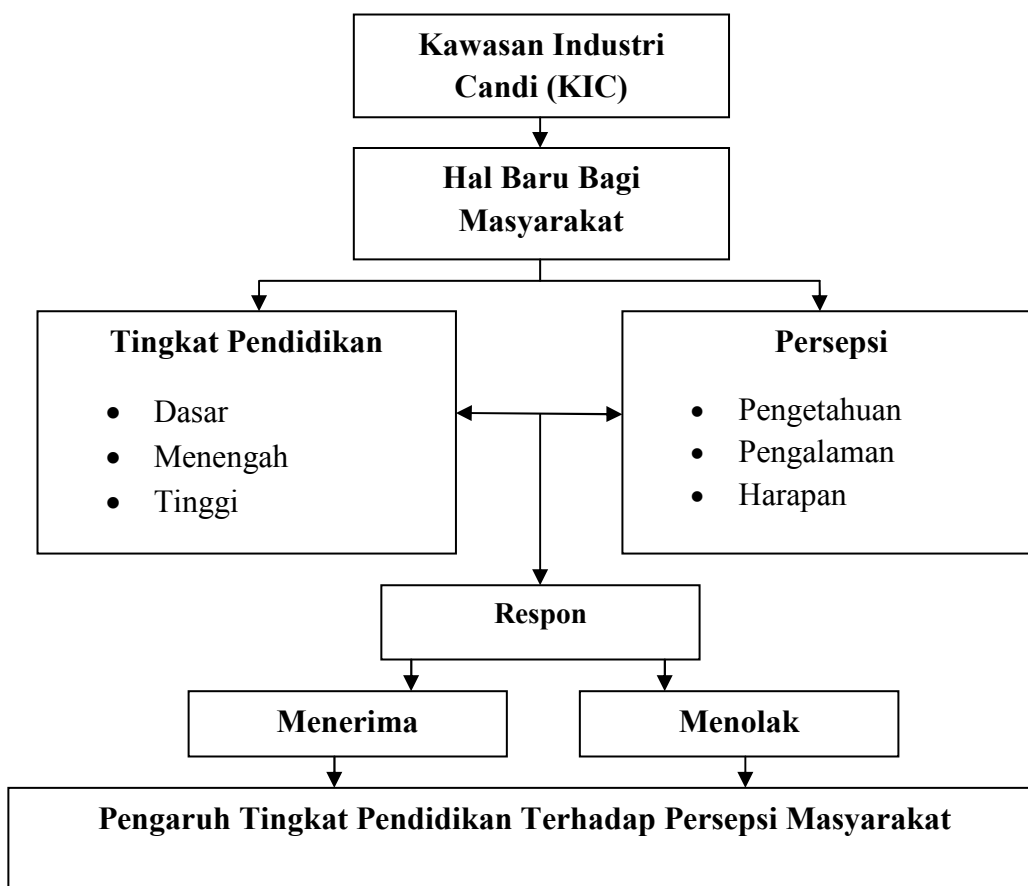 Kawasan Industri
Candi (KIC)
Hal Baru Bagi
Masyarakat
Tingkat Pendidikan
• Dasar
• Menengah
• Tinggi
Persepsi
• Pengetahuan
• Pengalaman
• Harapan
Respon
Menerima
Menolak
Pengaruh Tingkat Pendidikan Terhadap Persepsi Masyarakat